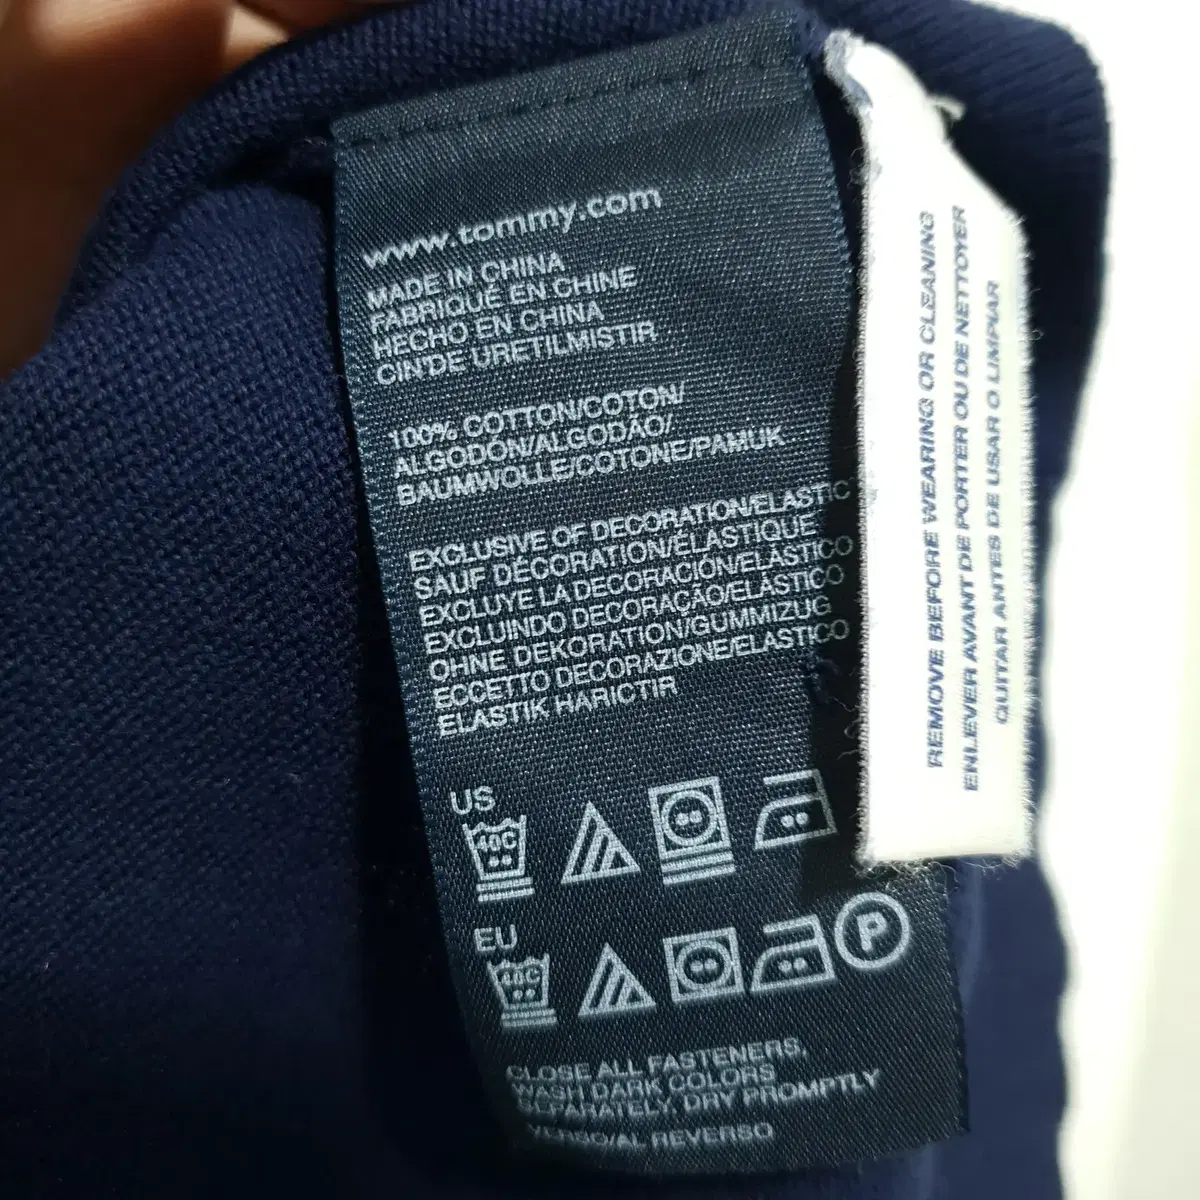 www.tommy.com
MADE IN CHINA
FABRIQUÉ EN CHINE
HECHO EN CHINA
CIN'DE URETILMISTIR
100% COTTON/COTON/
ALGODÓN/ALGODÃO/
BAUMWOLLE/COTONE/PAMUK
EXCLUSIVE OF DECORATION/ELASTIC
SAUF DÉCORATION/ÉLASTIQUE
EXCLUYE LA DECORACIÓN/ELÁSTICO
EXCLUINDO DECORAÇÃO/ELÁSTICO
OHNE DEKORATION/GUMMIZUG
ECCETTO DECORAZIONE/ELASTICO
ELASTIK HARICTIR
US
40C
EU
40C
P
CLOSE ALL FASTENERS,
WASH DARK COLORS
SEPARATELY, DRY PROMPTLY
AL REVERSO
REMOVE BEFORE WEARING OR CLEANING
ENLEVER AVANT DE PORTER OU DE NETTOYER
QUITAR ANTES DE USAR O LIMPIAR